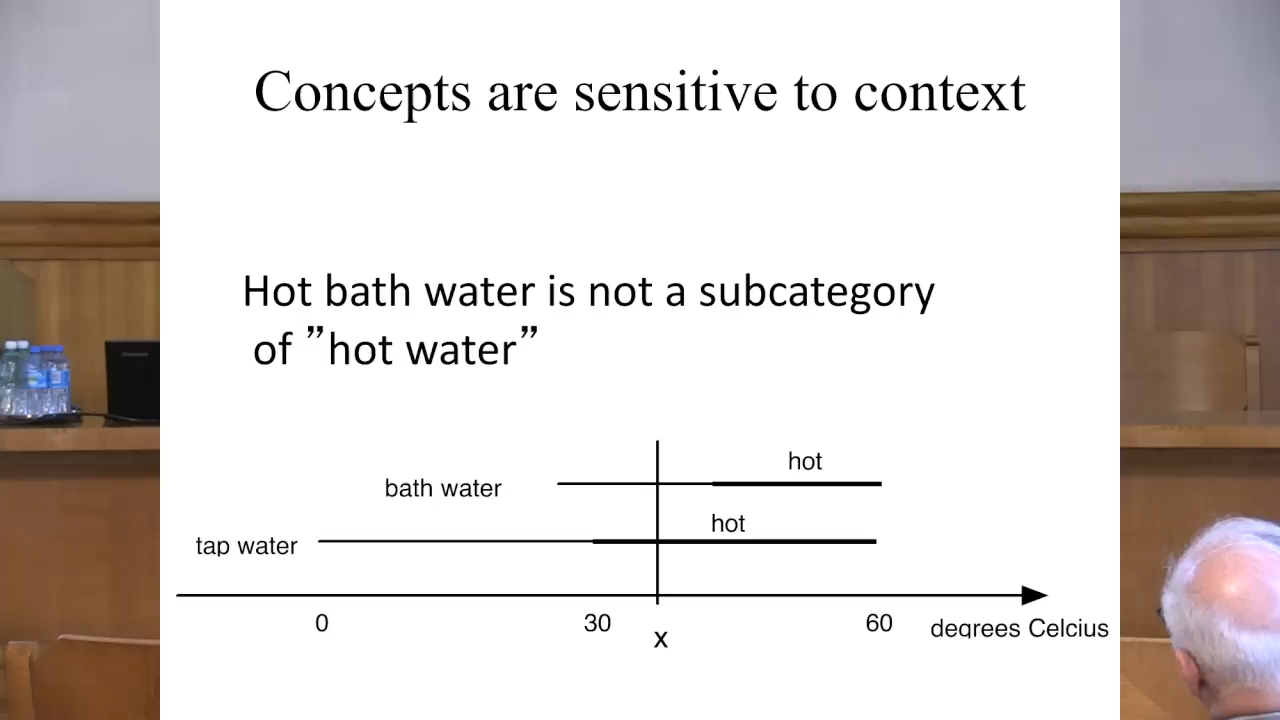 Concepts are sensitive to context
Hot bath water is not a subcategory
of ”hot water”
hot
bath water
hot
tap water
0
30
60
degrees Celcius
x